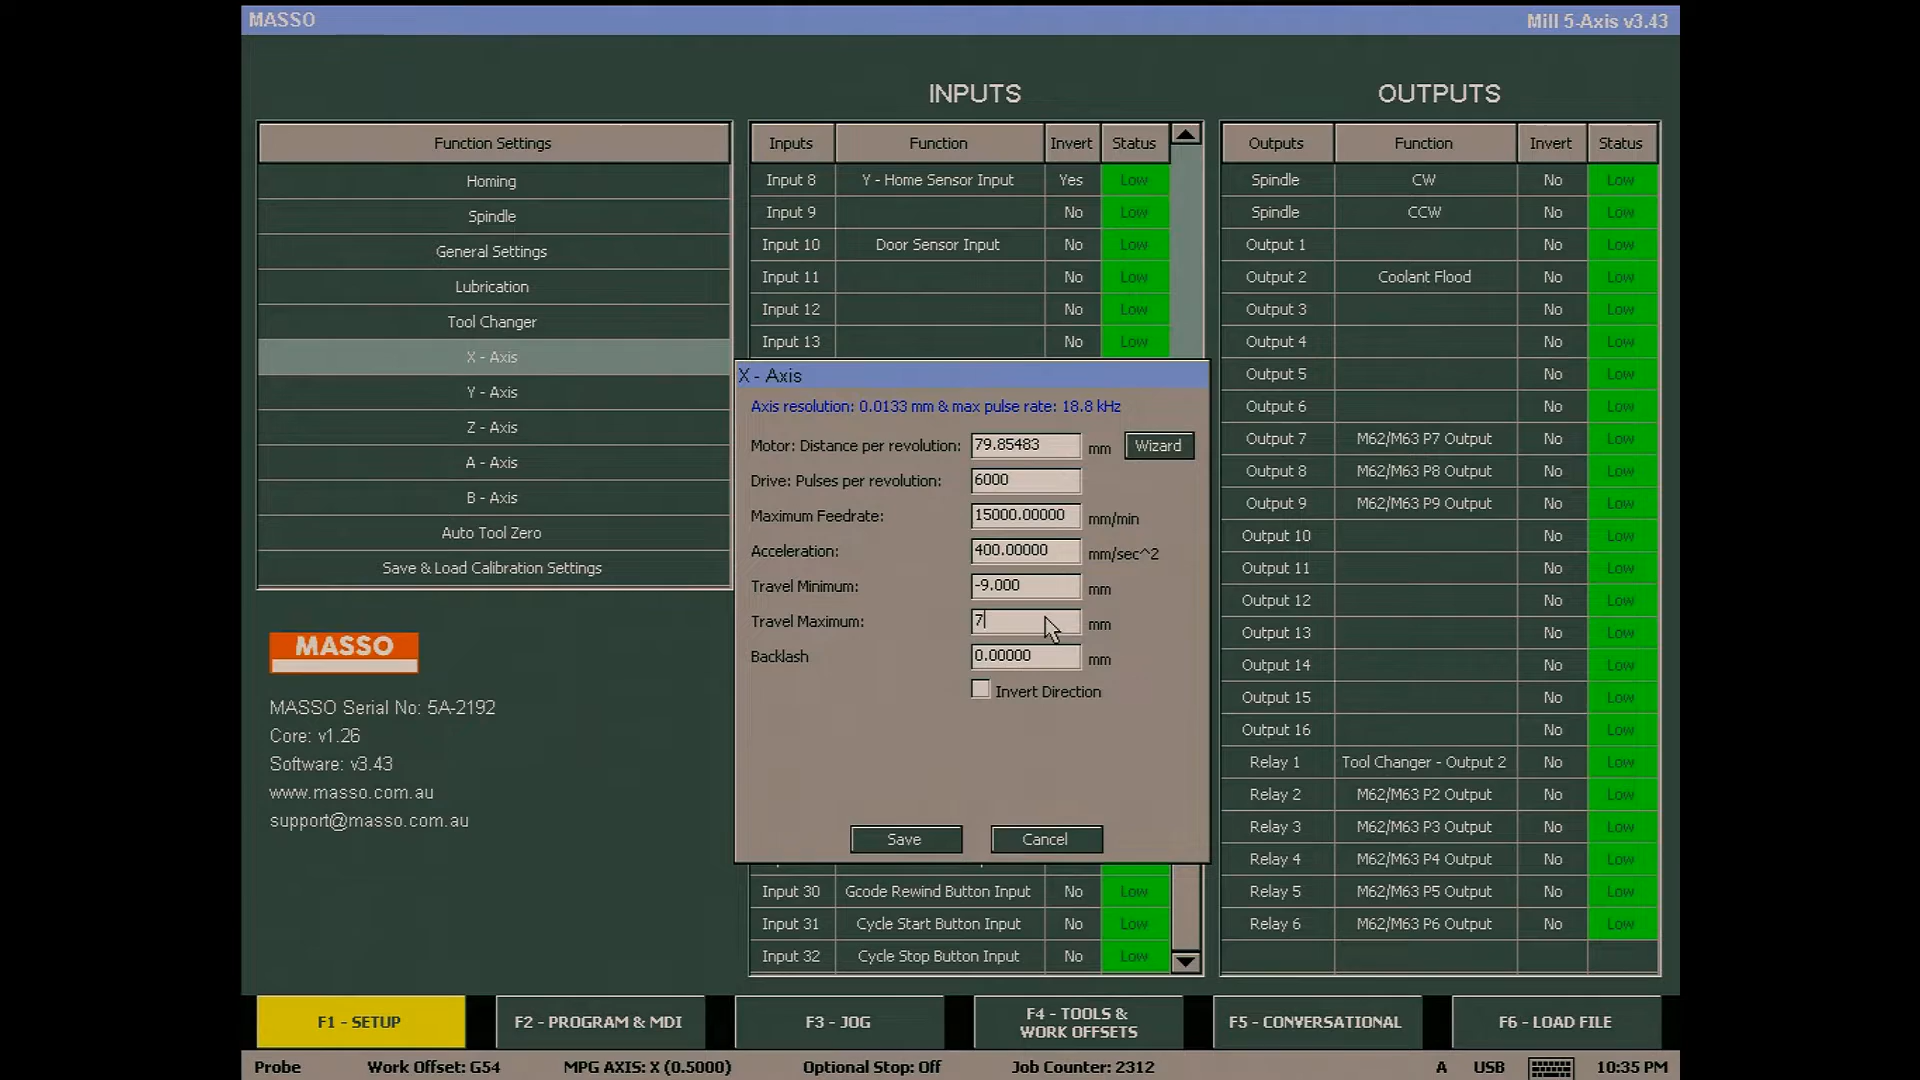 MASSO
Mill 5-Axis v3.43
INPUTS
OUTPUTS
Function Settings
Homing
Spindle
General Settings
Lubrication
Tool Changer
X - Axis
Y - Axis
Z - Axis
A - Axis
B - Axis
Auto Tool Zero
Save & Load Calibration Settings
MASSO
MASSO Serial No: 5A-2192
Core: v1.26
Software: v3.43
www.masso.com.au
support@masso.com.au
Inputs Function Invert Status
Input 8 Y - Home Sensor Input Yes Low
Input 9 No Low
Input 10 Door Sensor Input No Low
Input 11 No Low
Input 12 No Low
Input 13 No Low
X - Axis
Axis resolution: 0.0133 mm & max pulse rate: 18.8 kHz
Motor: Distance per revolution: 79.85483 mm Wizard
Drive: Pulses per revolution: 6000
Maximum Feedrate: 15000.00000 mm/min
Acceleration: 400.00000 mm/sec^2
Travel Minimum: -9.000 mm
Travel Maximum: 7 mm
Backlash 0.00000 mm
Invert Direction
Save Cancel
Input 30 Gcode Rewind Button Input No Low
Input 31 Cycle Start Button Input No Low
Input 32 Cycle Stop Button Input No Low
Outputs Function Invert Status
Spindle CW No Low
Spindle CCW No Low
Output 1 No Low
Output 2 Coolant Flood No Low
Output 3 No Low
Output 4 No Low
Output 5 No Low
Output 6 No Low
Output 7 M62/M63 P7 Output No Low
Output 8 M62/M63 P8 Output No Low
Output 9 M62/M63 P9 Output No Low
Output 10 No Low
Output 11 No Low
Output 12 No Low
Output 13 No Low
Output 14 No Low
Output 15 No Low
Output 16 No Low
Relay 1 Tool Changer - Output 2 No Low
Relay 2 M62/M63 P2 Output No Low
Relay 3 M62/M63 P3 Output No Low
Relay 4 M62/M63 P4 Output No Low
Relay 5 M62/M63 P5 Output No Low
Relay 6 M62/M63 P6 Output No Low
F1 - SETUP
F2 - PROGRAM & MDI
F3 - JOG
F4 - TOOLS &
WORK OFFSETS
F5 - CONVERSATIONAL
F6 - LOAD FILE
Probe Work Offset: G54 MPG AXIS: X (0.5000) Optional Stop: Off Job Counter: 2312 A USB 10:35 PM